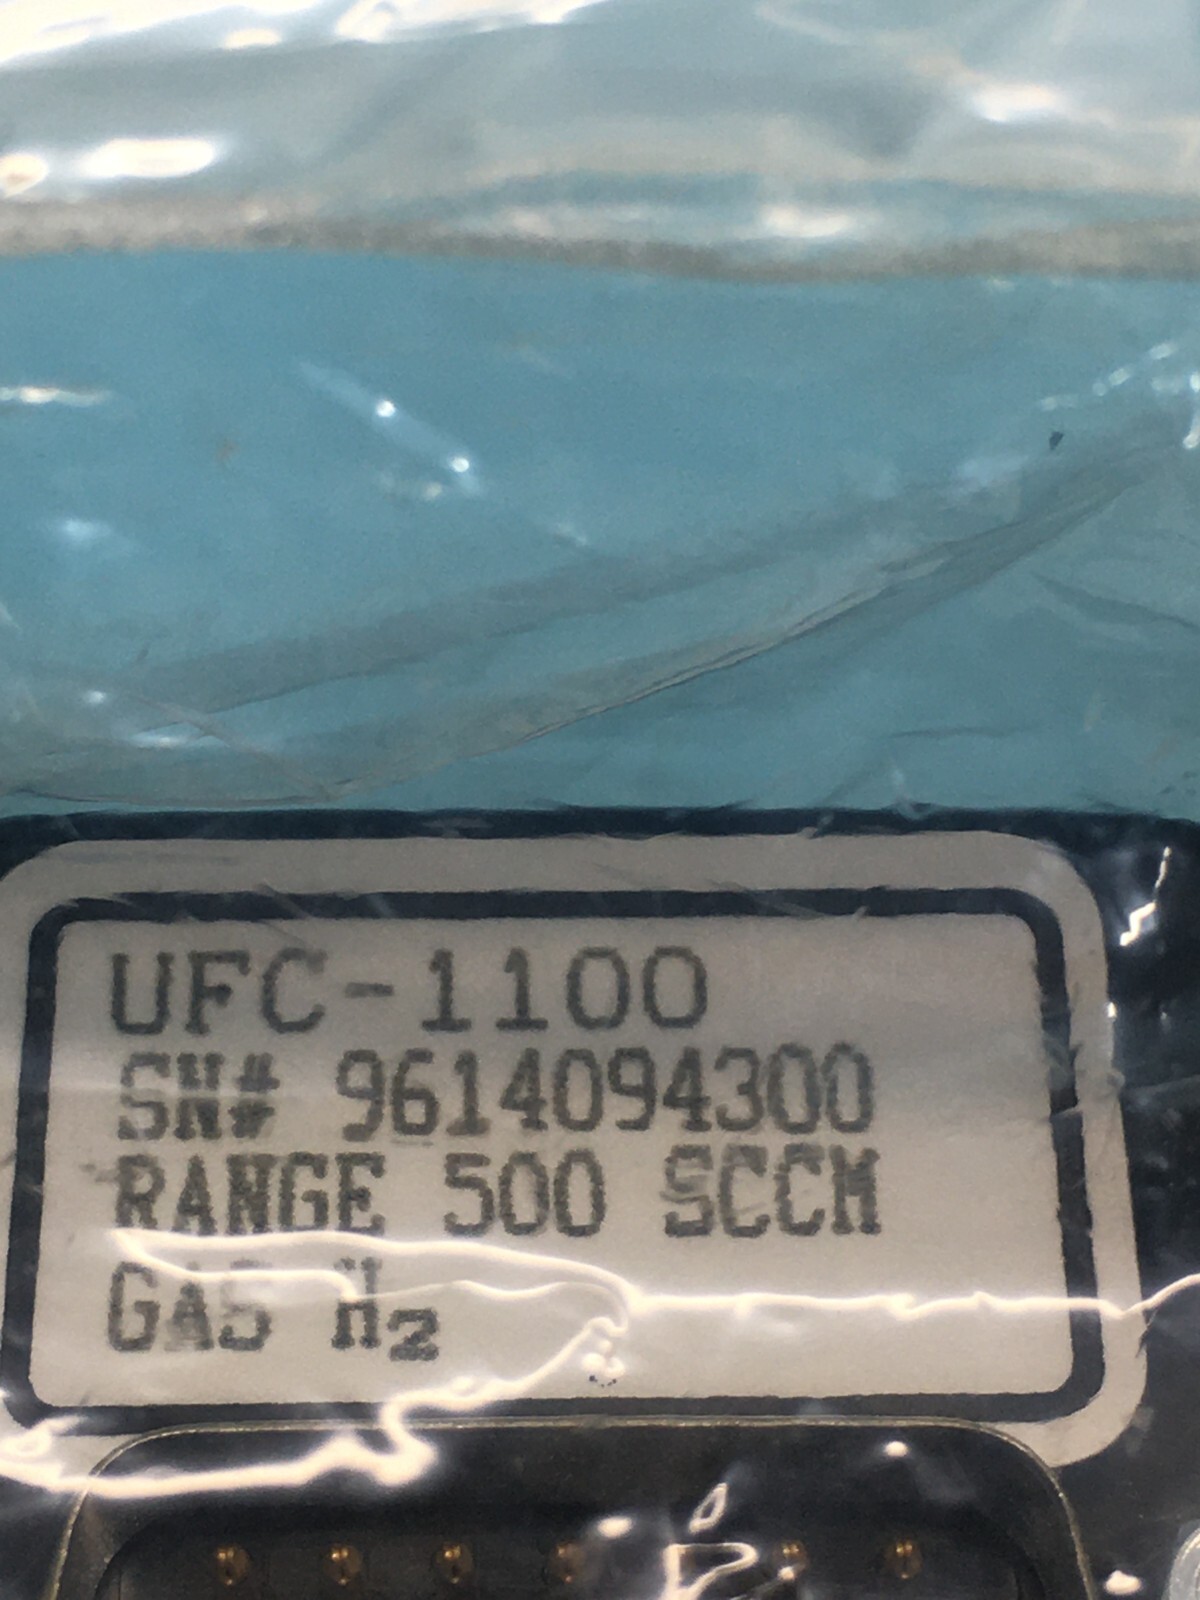 UFC-1100
SN# 9614094300
RANGE 500 SCCM
GAS H₂